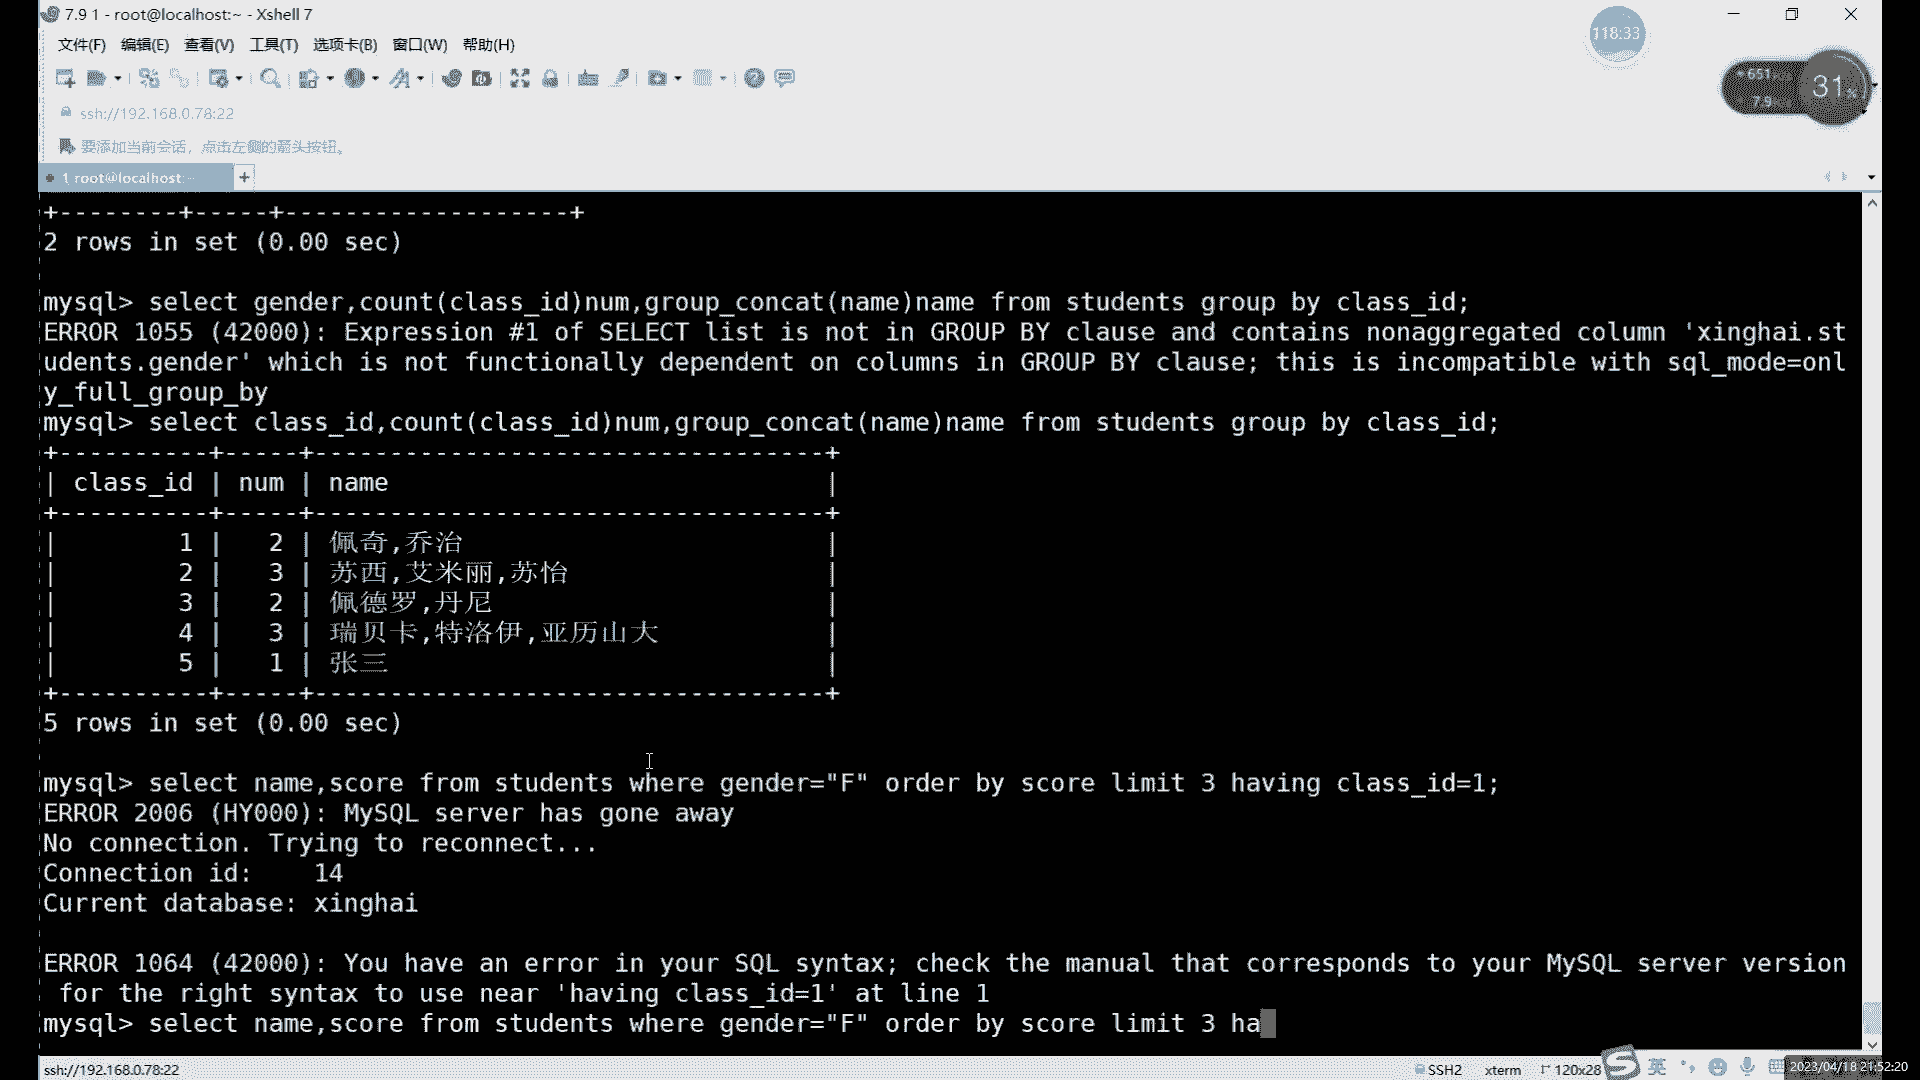 7.9 1 - root@localhost:~ - Xshell 7
118:33
文件(F) 编辑(E) 查看(V) 工具(T) 选项卡(B) 窗口(W) 帮助(H)
651
7.9
31%
ssh://192.168.0.78:22
要添加当前会话，点击左侧的箭头按钮。
1 root@localhost:~
+
+--------+-----+-------------------+
2 rows in set (0.00 sec)
mysql> select gender,count(class_id)num,group_concat(name)name from students group by class_id;
ERROR 1055 (42000): Expression #1 of SELECT list is not in GROUP BY clause and contains nonaggregated column 'xinghai.st
udents.gender' which is not functionally dependent on columns in GROUP BY clause; this is incompatible with sql_mode=onl
y_full_group_by
mysql> select class_id,count(class_id)num,group_concat(name)name from students group by class_id;
+----------+-----+----------------------------------+
| class_id | num | name |
+----------+-----+----------------------------------+
| 1 | 2 | 佩奇,乔治 |
| 2 | 3 | 苏西,艾米丽,苏怡 |
| 3 | 2 | 佩德罗,丹尼 |
| 4 | 3 | 瑞贝卡,特洛伊,亚历山大 |
| 5 | 1 | 张三 |
+----------+-----+----------------------------------+
5 rows in set (0.00 sec)
mysql> select name,score from students where gender="F" order by score limit 3 having class_id=1;
ERROR 2006 (HY000): MySQL server has gone away
No connection. Trying to reconnect...
Connection id: 14
Current database: xinghai
ERROR 1064 (42000): You have an error in your SQL syntax; check the manual that corresponds to your MySQL server version
for the right syntax to use near 'having class_id=1' at line 1
mysql> select name,score from students where gender="F" order by score limit 3 ha
ssh://192.168.0.78:22 SSH2 xterm 120x28 英 2023/04/18 21:52:20